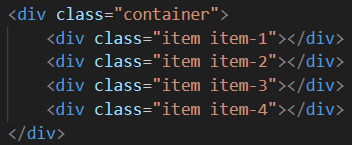 <div class="container">
    <div class="item item-1"></div>
    <div class="item item-2"></div>
    <div class="item item-3"></div>
    <div class="item item-4"></div>
</div>